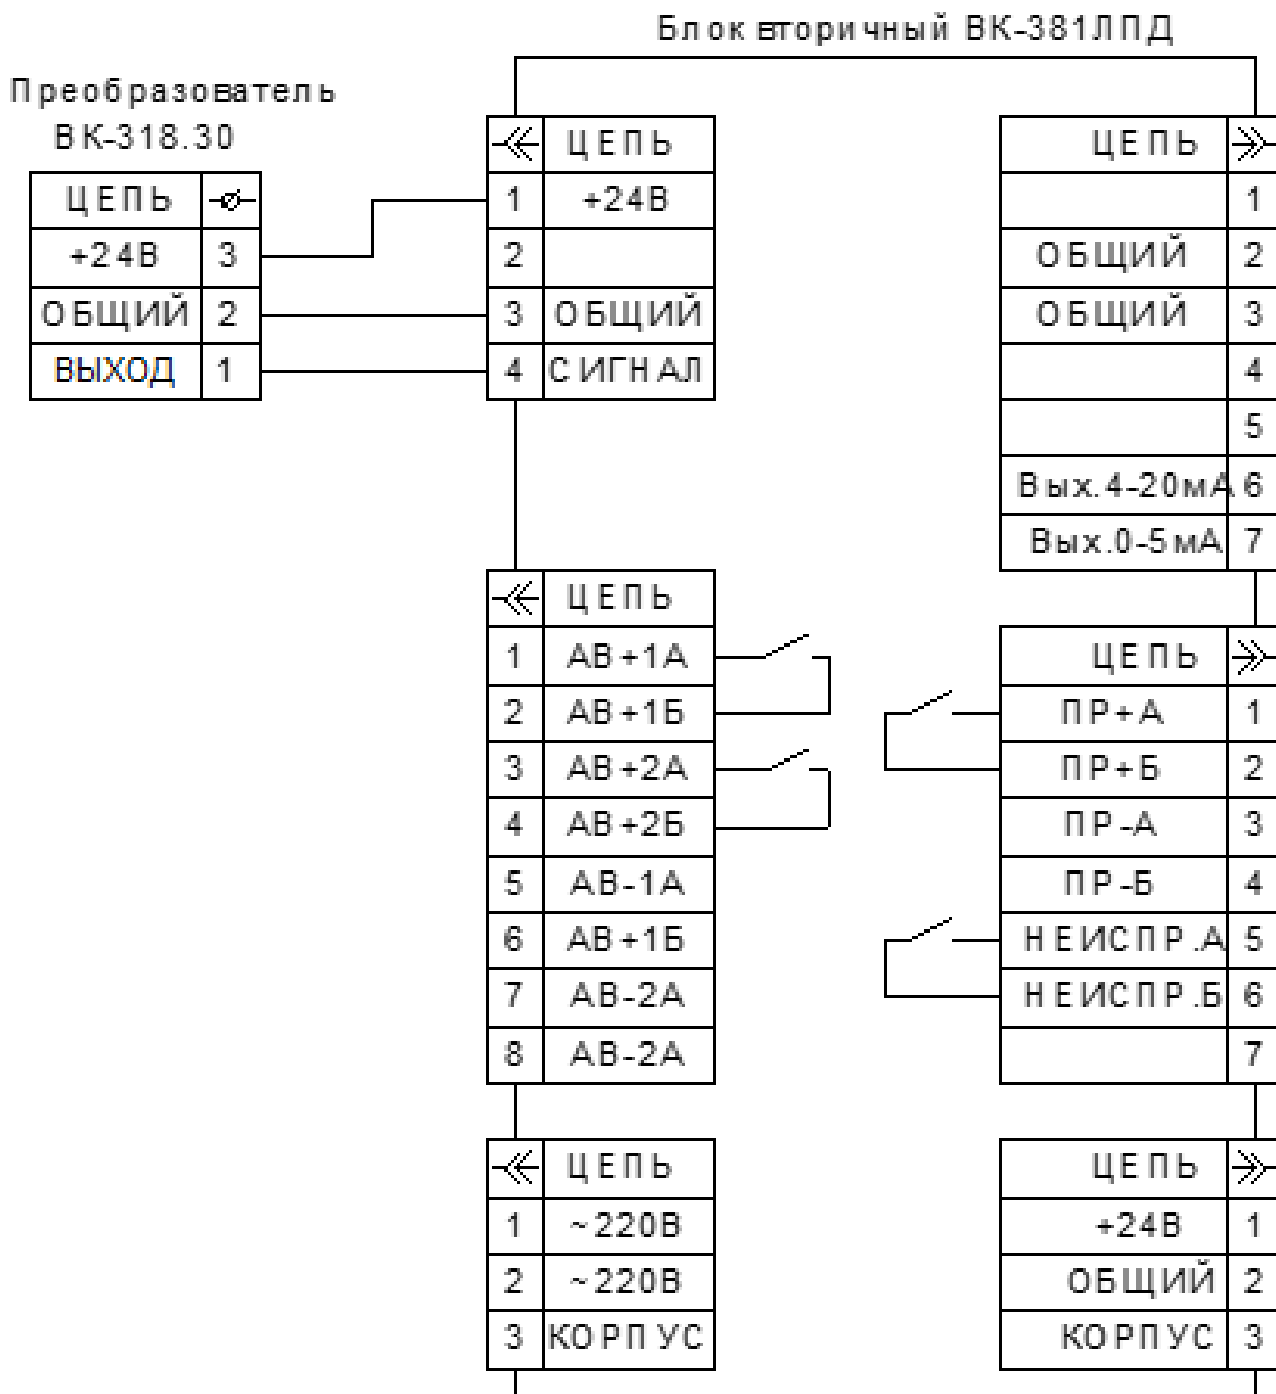 Блок вторичный ВК-381ЛПД
Преобразователь
ВК-318.30
ЦЕПЬ
+24В 3
ОБЩИЙ 2
ВЫХОД 1
ЦЕПЬ
1 +24В
2
3 ОБЩИЙ
4 СИГНАЛ
ЦЕПЬ
1
ОБЩИЙ 2
ОБЩИЙ 3
4
5
Вых.4-20мА 6
Вых.0-5мА 7
ЦЕПЬ
1 АВ+1А
2 АВ+1Б
3 АВ+2А
4 АВ+2Б
5 АВ-1А
6 АВ+1Б
7 АВ-2А
8 АВ-2А
ЦЕПЬ
ПР+А 1
ПР+Б 2
ПР-А 3
ПР-Б 4
НЕИСПР.А 5
НЕИСПР.Б 6
7
ЦЕПЬ
1 ~220В
2 ~220В
3 КОРПУС
ЦЕПЬ
+24В 1
ОБЩИЙ 2
КОРПУС 3